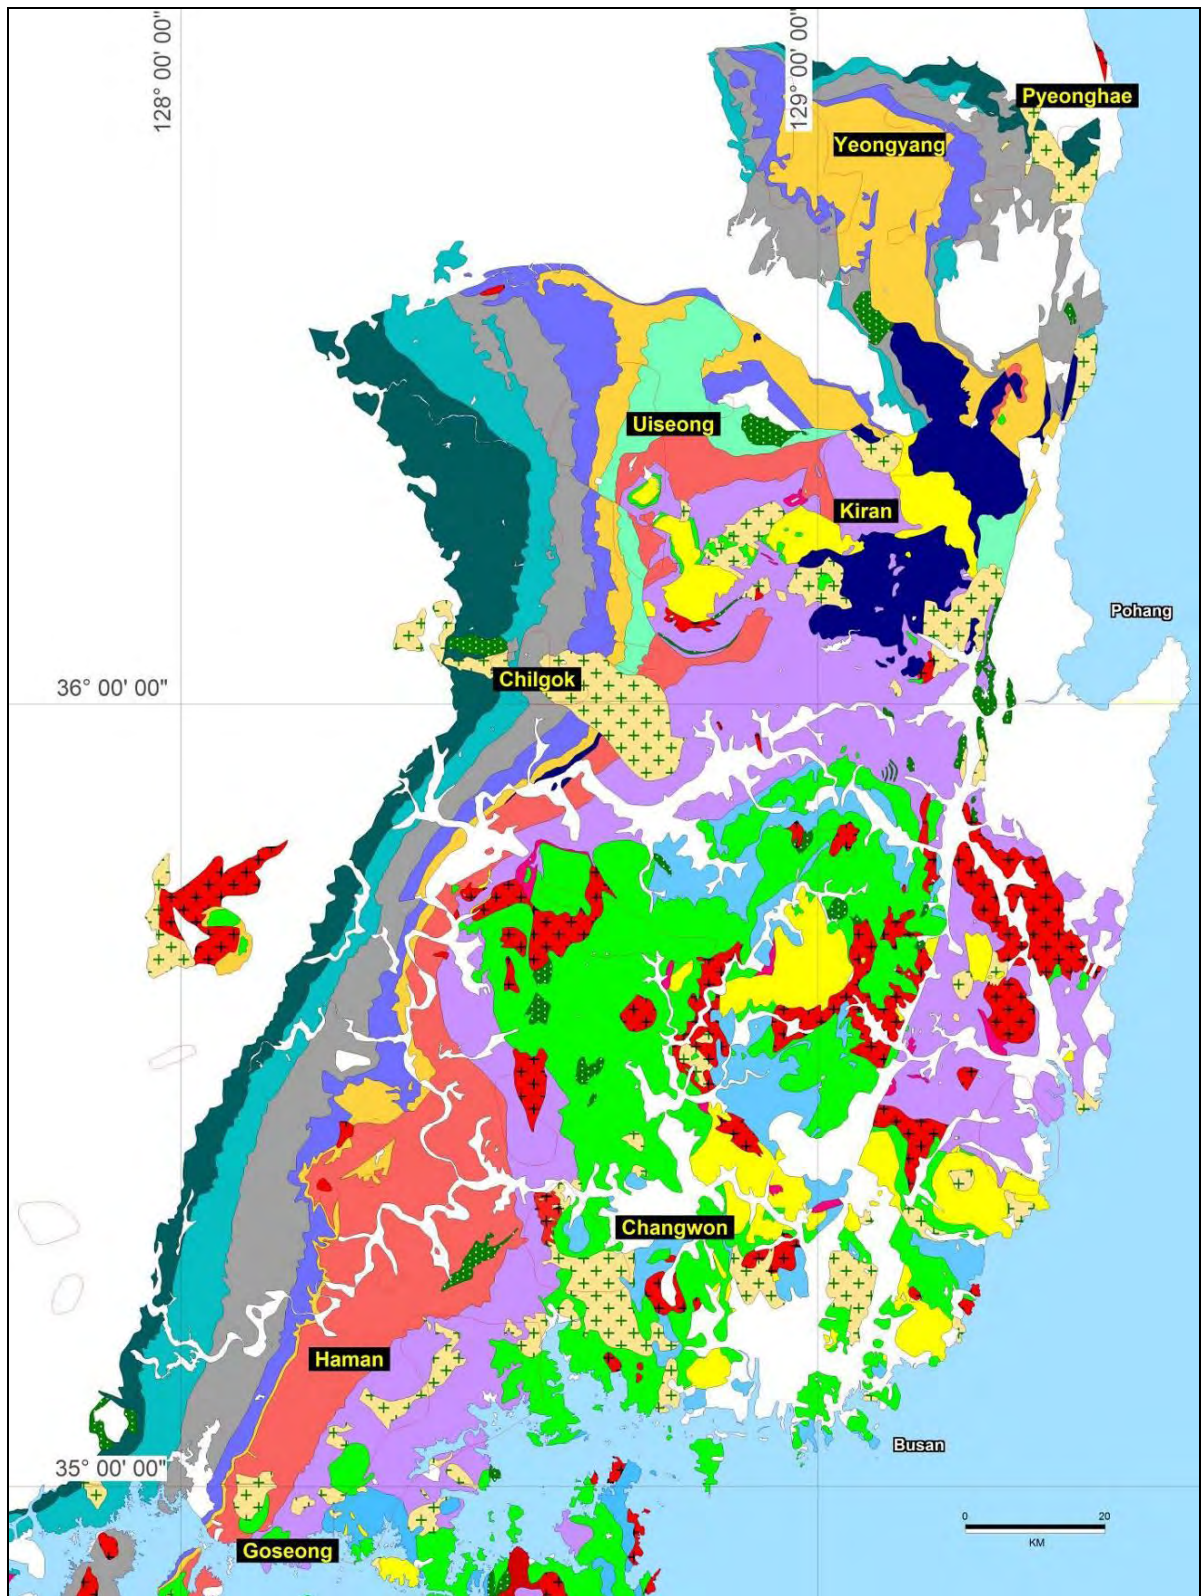 128° 00' 00"
129° 00' 00"
Pyeonghae
Yeongyang
Uiseong
Kiran
Pohang
Chilgok
36° 00' 00"
Changwon
Haman
Busan
35° 00' 00"
Goseong
0 20
KM